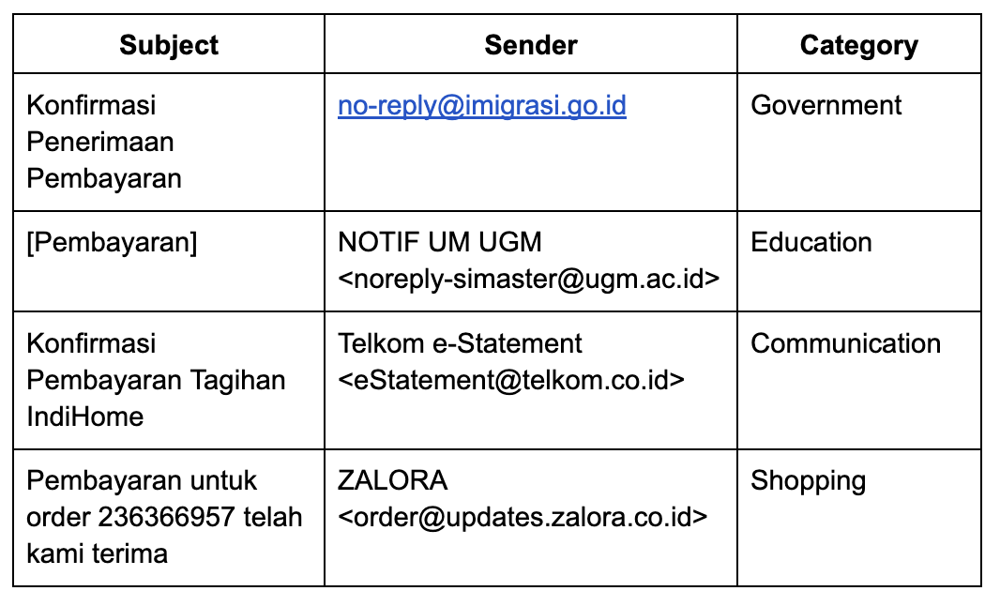 Subject
Sender
Category
Konfirmasi
Penerimaan
Pembayaran
no-reply@imigrasi.go.id
Government
[Pembayaran]
NOTIF UM UGM
<noreply-simaster@ugm.ac.id>
Education
Konfirmasi
Pembayaran Tagihan
IndiHome
Telkom e-Statement
<eStatement@telkom.co.id>
Communication
Pembayaran untuk
order 236366957 telah
kami terima
ZALORA
<order@updates.zalora.co.id>
Shopping